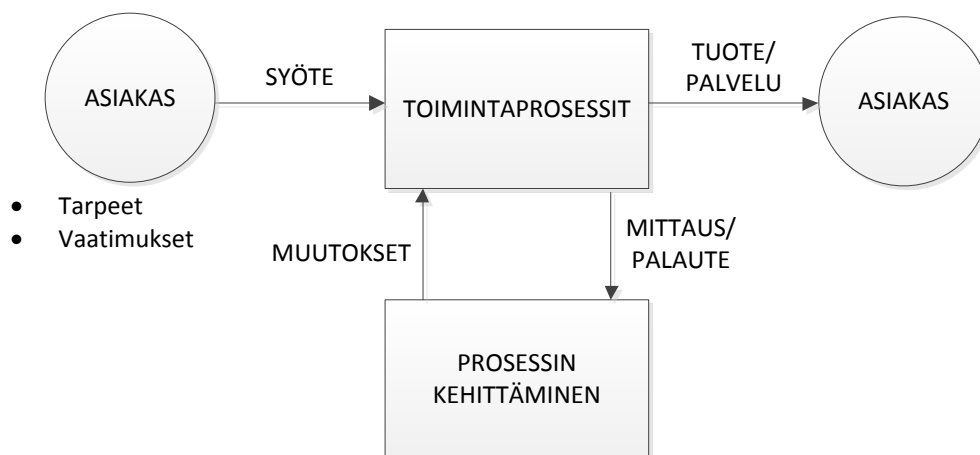 ASIAKAS
SYÖTE
TOIMINTAPROSESSIT
TUOTE/
PALVELU
ASIAKAS
• Tarpeet
• Vaatimukset
MUUTOKSET
MITTAUS/
PALAUTE
PROSESSIN
KEHITTÄMINEN